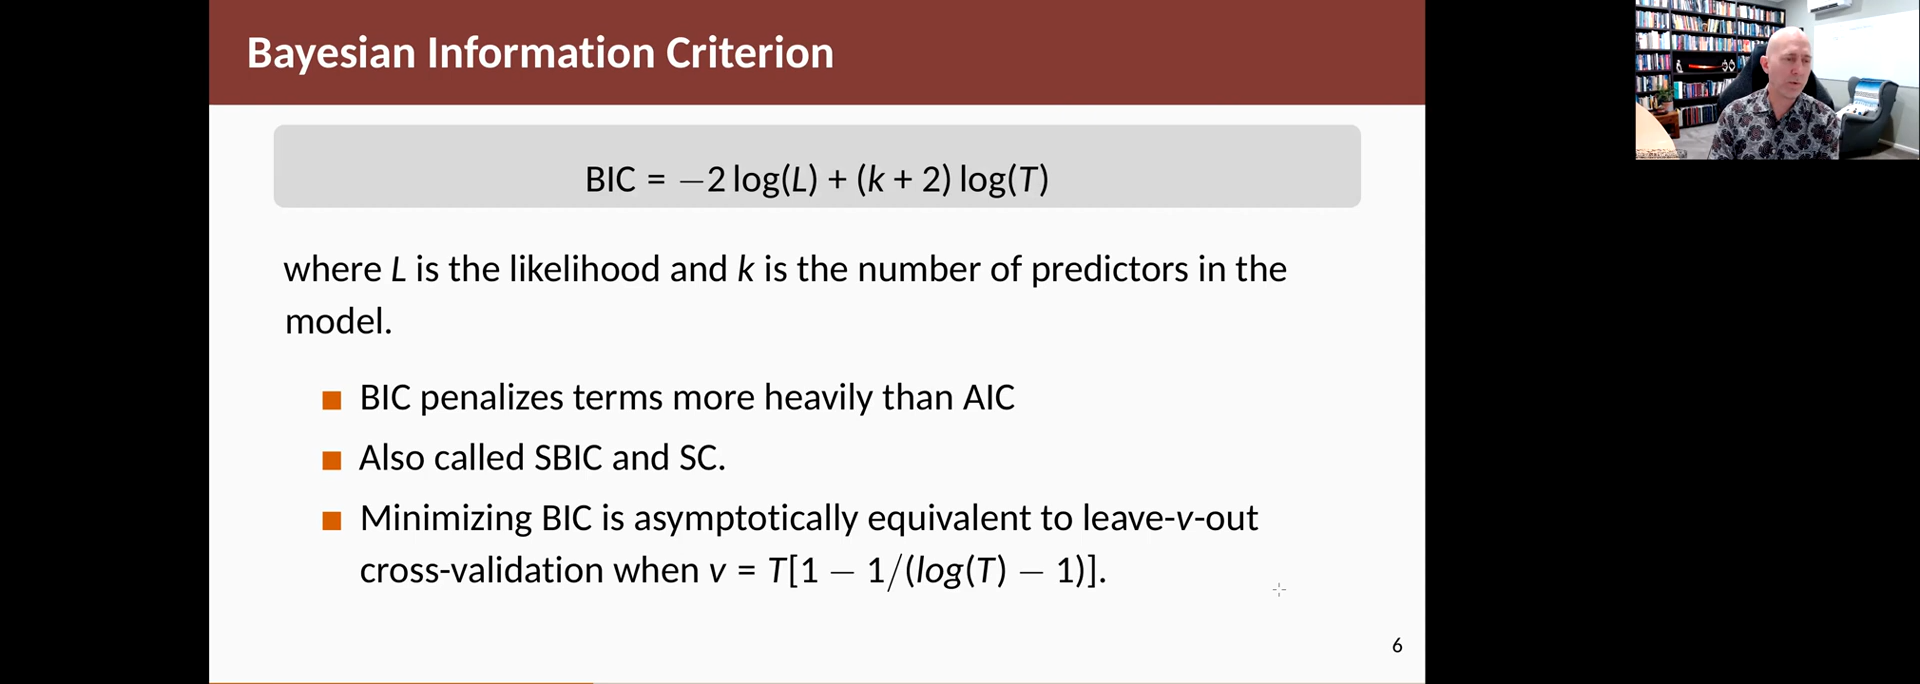 Bayesian Information Criterion
BIC = −2 log(L) + (k + 2) log(T)
where L is the likelihood and k is the number of predictors in the
model.
■ BIC penalizes terms more heavily than AIC
■ Also called SBIC and SC.
■ Minimizing BIC is asymptotically equivalent to leave-v-out
cross-validation when v = T[1 − 1/(log(T) − 1)].
6